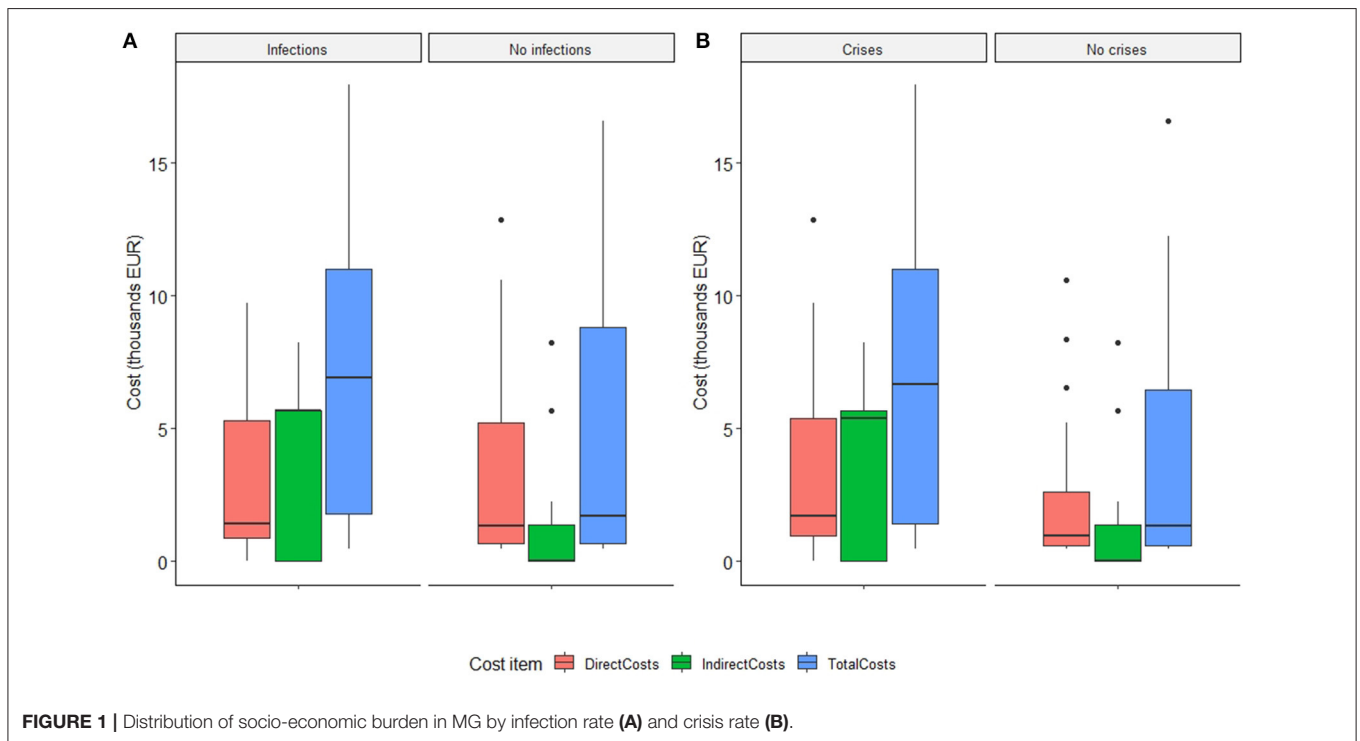 A
Infections
No infections
Cost (thousands EUR)
15
10
5
0
B
Crises
No crises
Cost (thousands EUR)
15
10
5
0
Cost item DirectCosts IndirectCosts TotalCosts
FIGURE 1 | Distribution of socio-economic burden in MG by infection rate (A) and crisis rate (B).